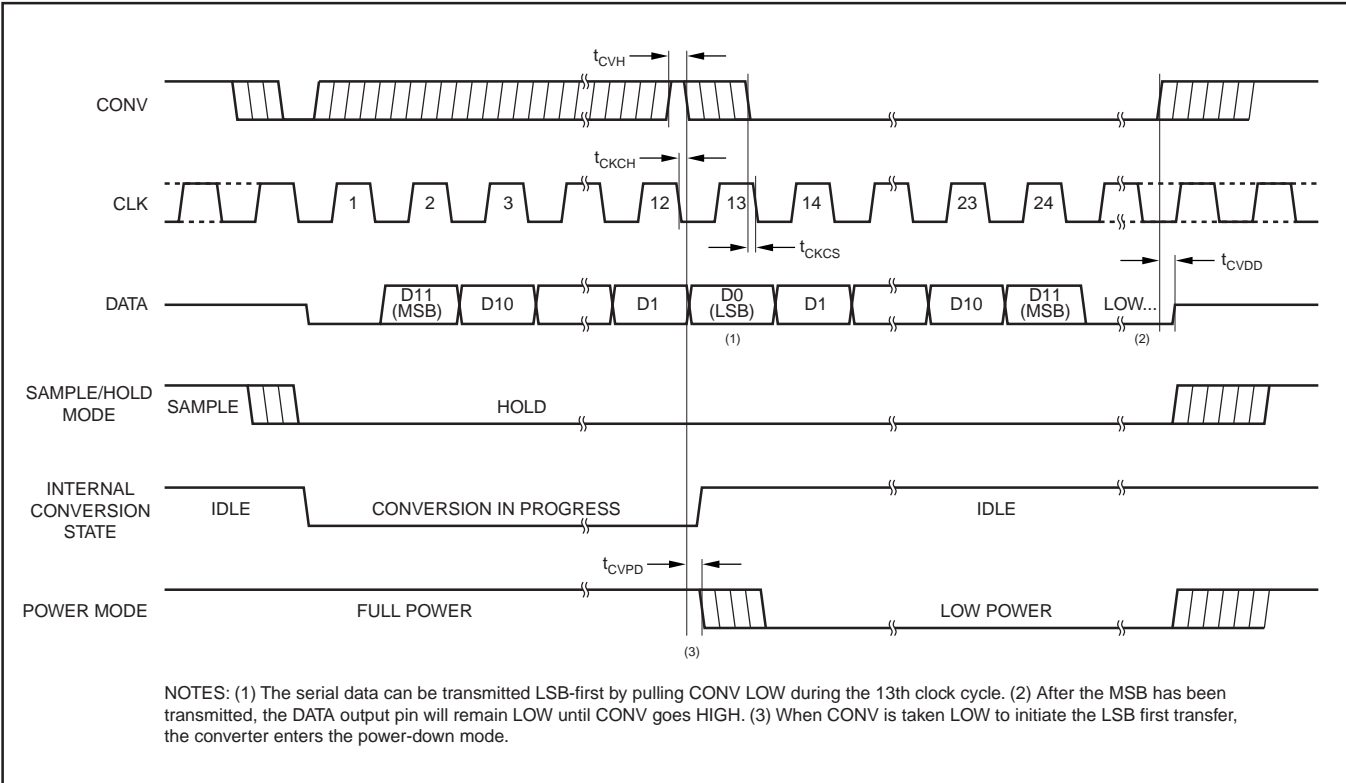 tCVH
CONV
tCKCH
CLK
1 2 3 12 13 14 23 24
tCKCS
tCVDD
DATA
D11 (MSB)
D10
D1
D0 (LSB)
D1
D10
D11 (MSB)
LOW...
(1)
(2)
SAMPLE/HOLD
MODE
SAMPLE
HOLD
INTERNAL
CONVERSION
STATE
IDLE
CONVERSION IN PROGRESS
IDLE
tCVPD
POWER MODE
FULL POWER
LOW POWER
(3)
NOTES: (1) The serial data can be transmitted LSB-first by pulling CONV LOW during the 13th clock cycle. (2) After the MSB has been
transmitted, the DATA output pin will remain LOW until CONV goes HIGH. (3) When CONV is taken LOW to initiate the LSB first transfer,
the converter enters the power-down mode.